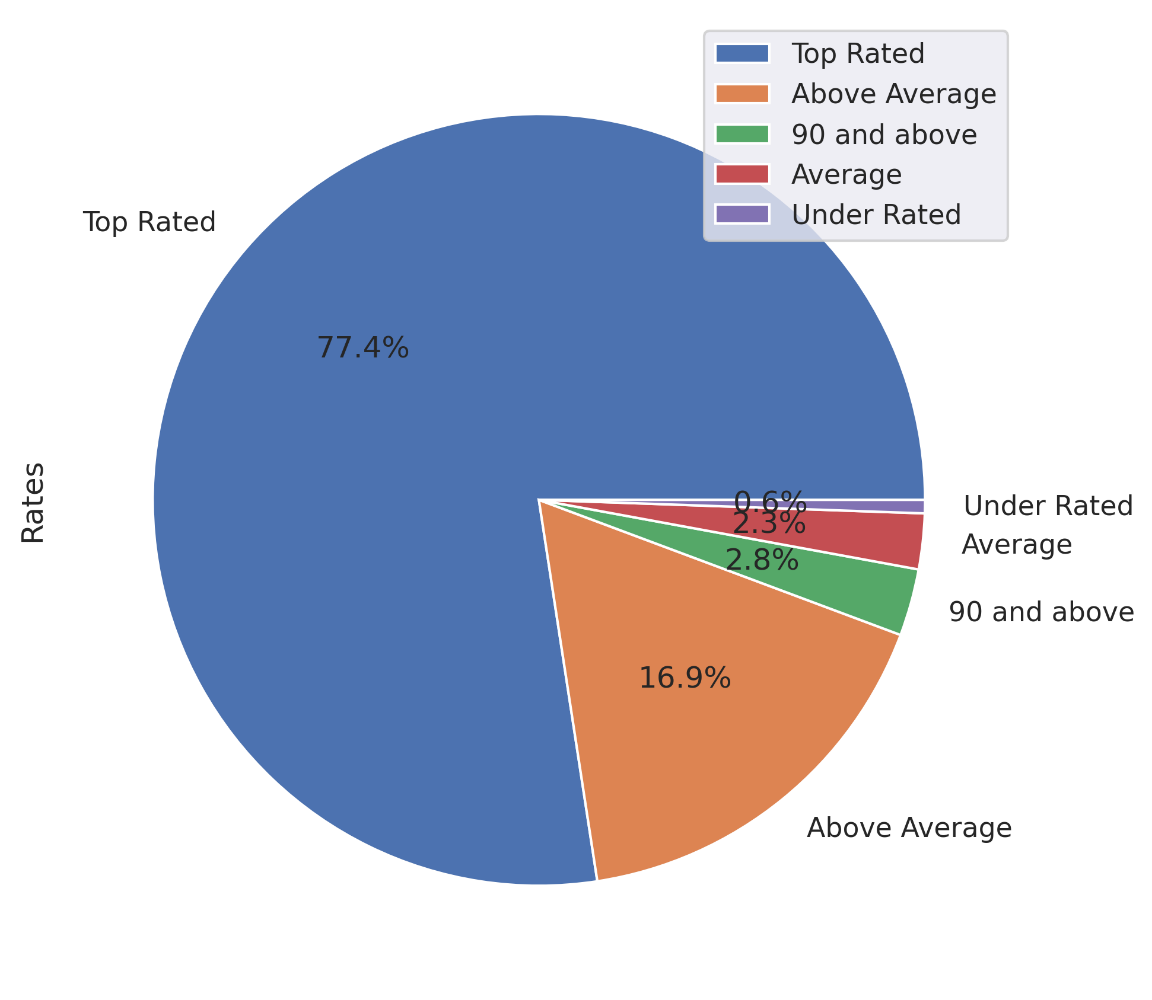 Top Rated
Above Average
90 and above
Average
Under Rated
Top Rated
77.4%
Rates
0.6%
Under Rated
2.3%
Average
2.8%
90 and above
16.9%
Above Average